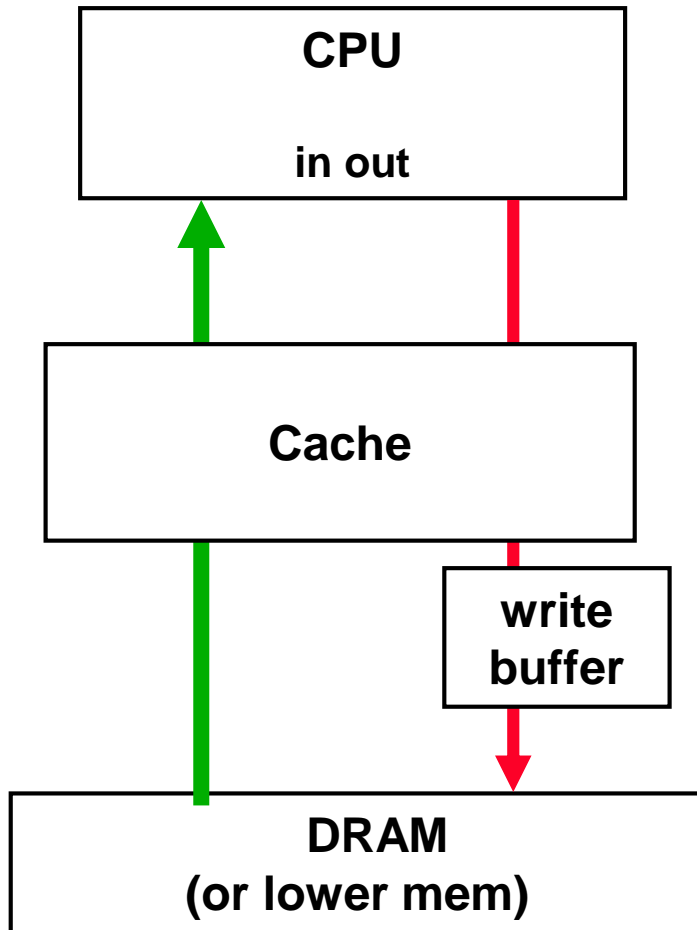 CPU
in out
Cache
write
buffer
DRAM
(or lower mem)